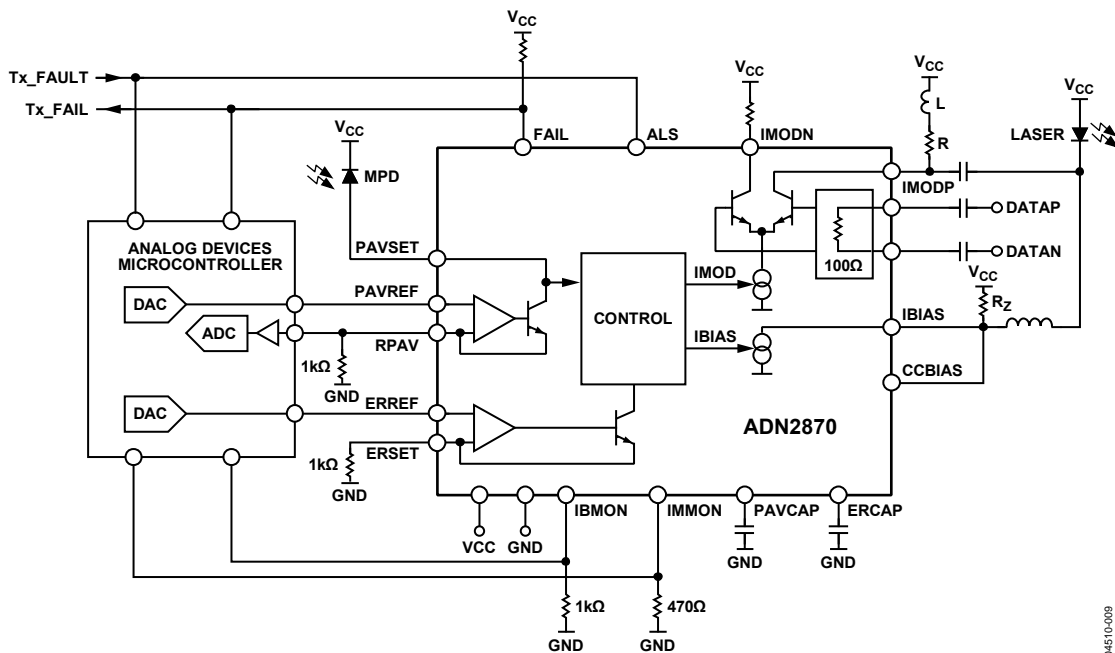 VCC
VCC
VCC
VCC
Tx_FAULT
L
Tx_FAIL
VCC
FAIL
ALS
IMODN
R
LASER
MPD
IMODP
DATAP
ANALOG DEVICES
MICROCONTROLLER
PAVSET
DATAN
100Ω
VCC
DAC
PAVREF
IMOD
RZ
CONTROL
IBIAS
ADC
RPAV
IBIAS
1kΩ
GND
CCBIAS
DAC
ERREF
ADN2870
ERSET
1kΩ
GND
IBMON
IMMON
PAVCAP
ERCAP
VCC
GND
GND
GND
1kΩ
470Ω
GND
GND
04510-009